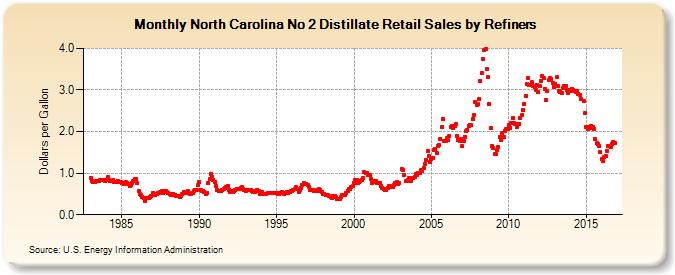 Monthly North Carolina No 2 Distillate Retail Sales by Refiners
Dollars per Gallon
4.0
3.0
2.0
1.0
0.0
1985 1990 1995 2000 2005 2010 2015
Source: U.S. Energy Information Administration